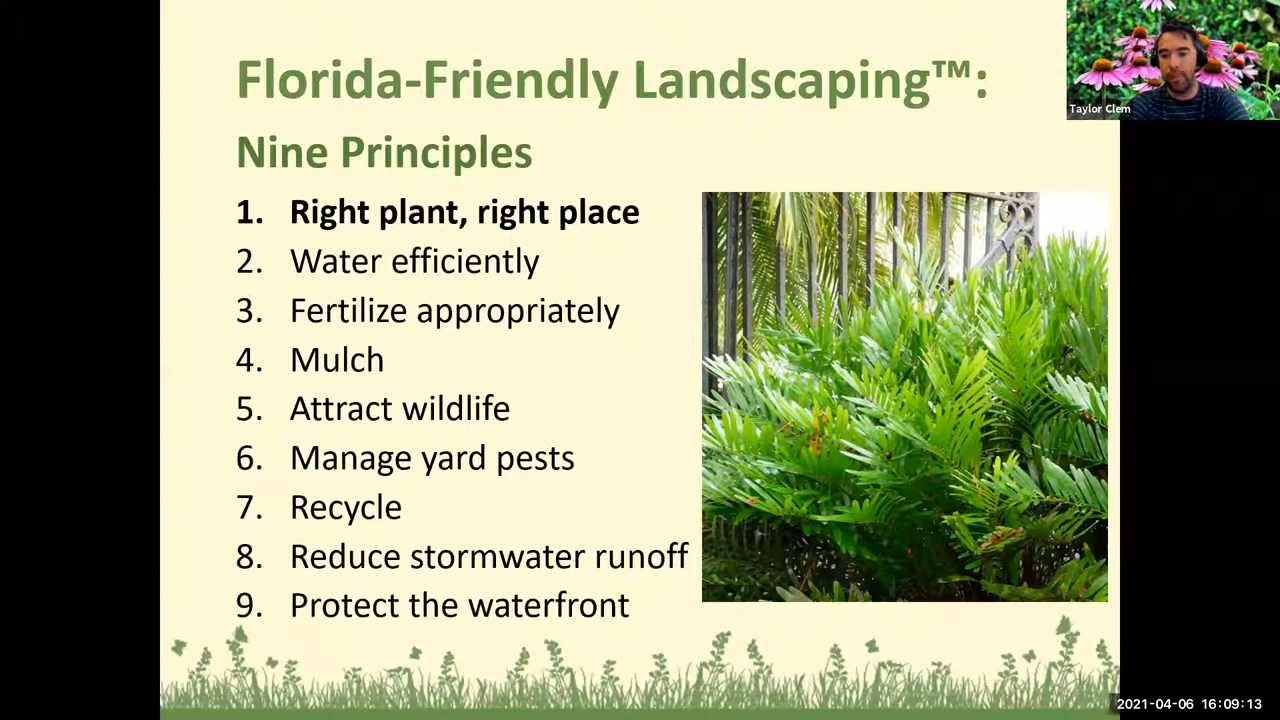 Florida-Friendly Landscaping™:
Nine Principles
1. Right plant, right place
2. Water efficiently
3. Fertilize appropriately
4. Mulch
5. Attract wildlife
6. Manage yard pests
7. Recycle
8. Reduce stormwater runoff
9. Protect the waterfront
Taylor Clem
2021-04-06 16:09:13